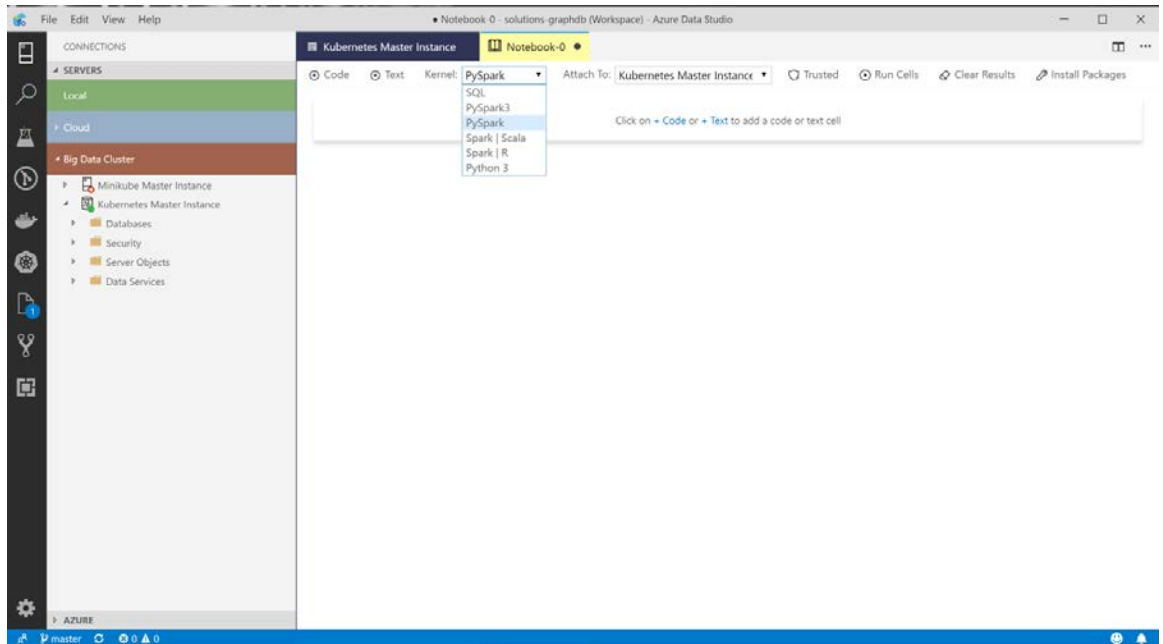 File Edit View Help
● Notebook-0 - solutions-graphdb (Workspace) - Azure Data Studio
CONNECTIONS
SERVERS
Local
Cloud
Big Data Cluster
Minikube Master Instance
Kubernetes Master Instance
Databases
Security
Server Objects
Data Services
AZURE
Kubernetes Master Instance
Notebook-0 ●
Code Text Kernel: PySpark Attach To: Kubernetes Master Instance Trusted Run Cells Clear Results Install Packages
SQL
PySpark3
PySpark
Spark | Scala
Spark | R
Python 3
Click on + Code or + Text to add a code or text cell
1
master 0 0